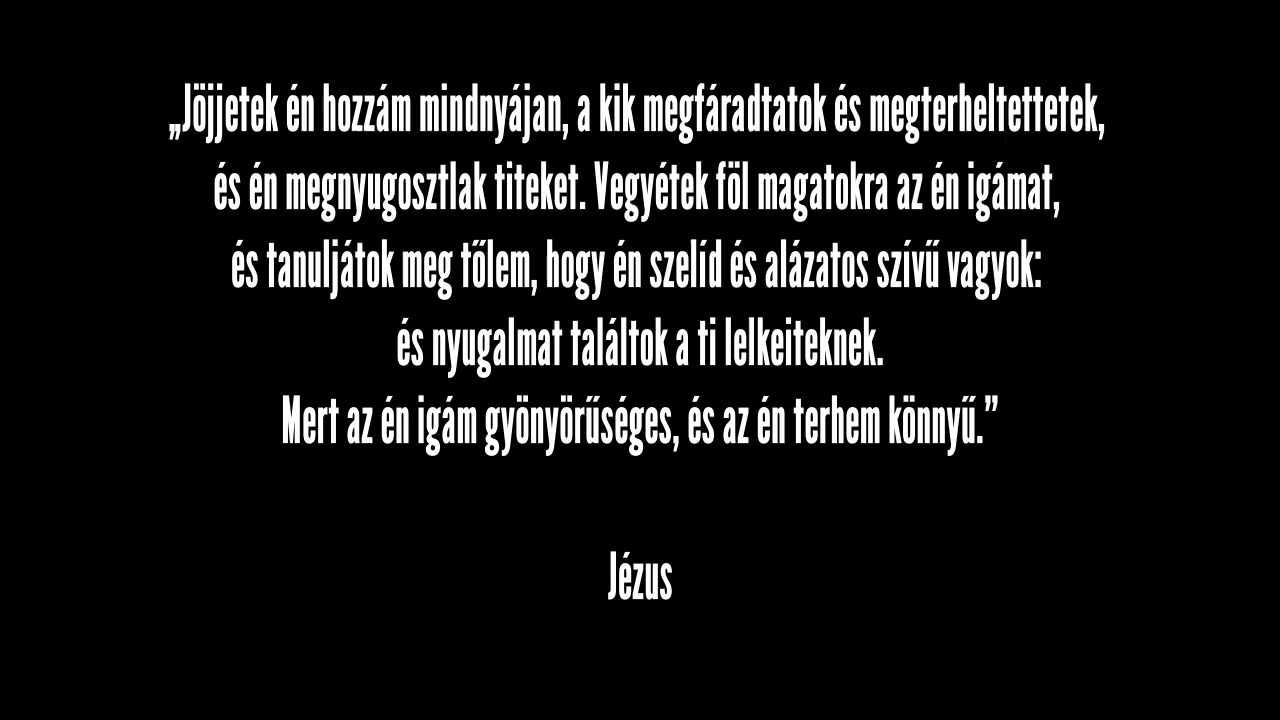 „Jöjjetek én hozzám mindnyájan, a kik megfáradtatok és megterheltettetek,
és én megnyugosztlak titeket. Vegyétek föl magatokra az én igámat,
és tanuljátok meg tőlem, hogy én szelíd és alázatos szívű vagyok:
és nyugalmat találtok a ti lelkeiteknek.
Mert az én igám gyönyörűséges, és az én terhem könnyű.”
Jézus